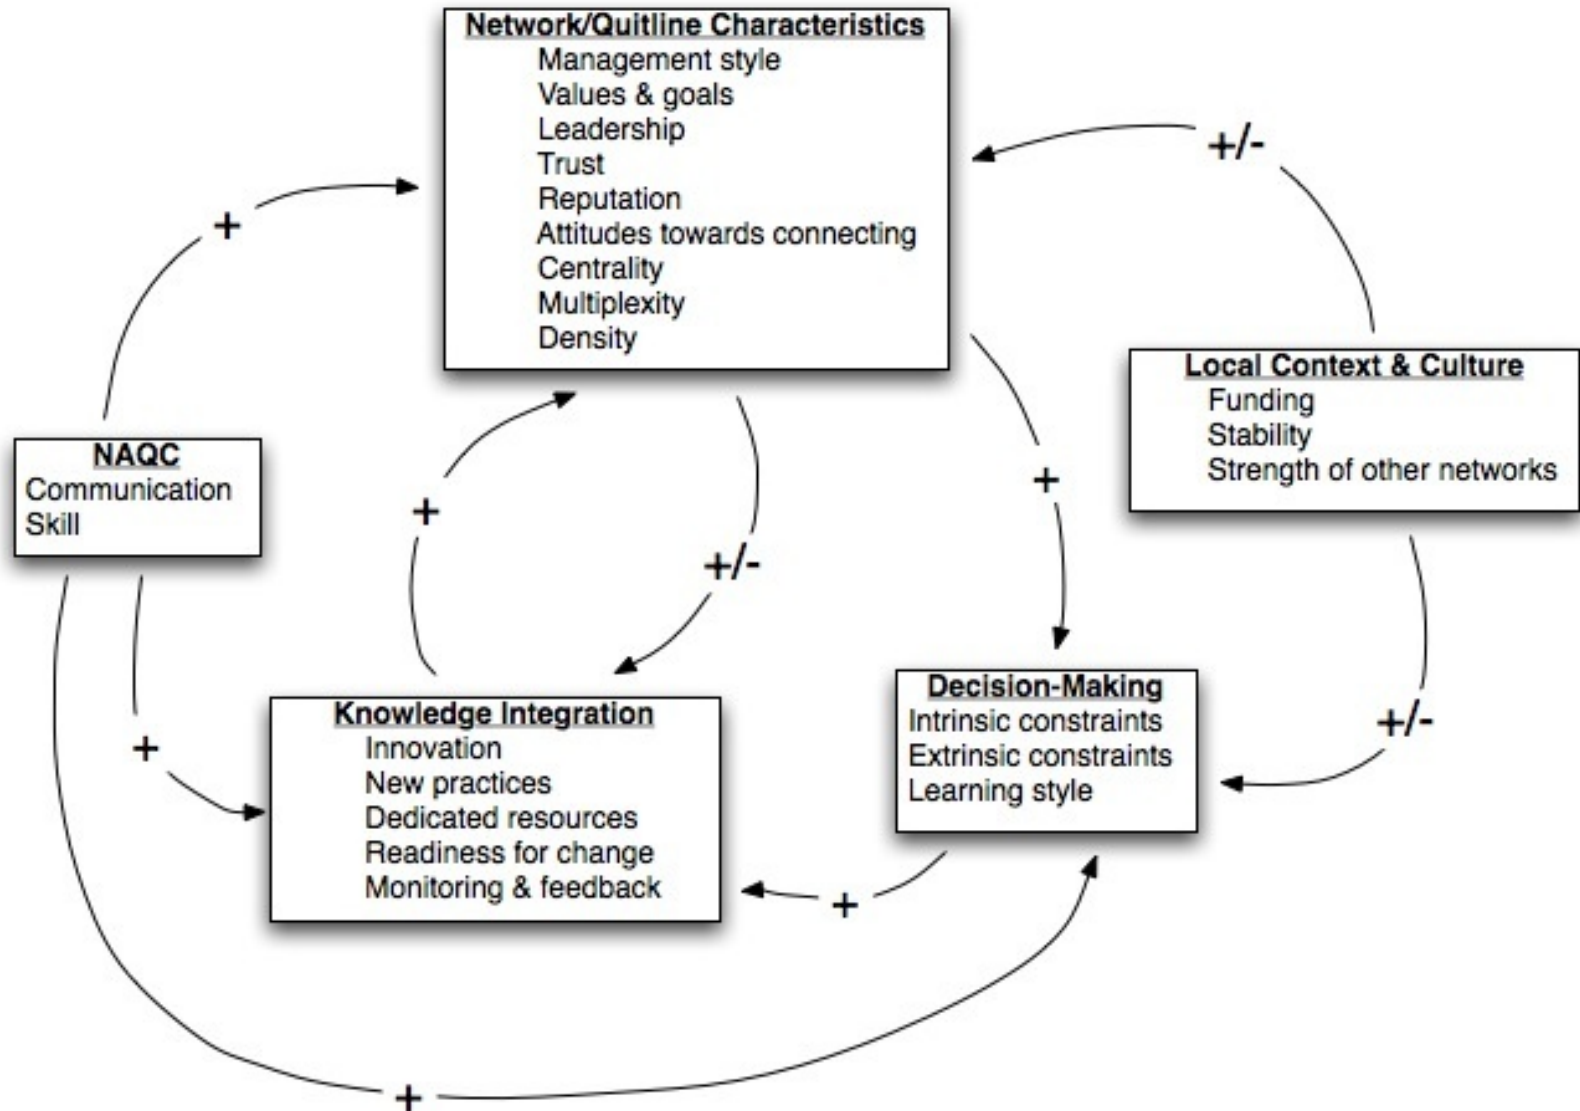 Network/Quitline Characteristics
Management style
Values & goals
Leadership
Trust
Reputation
Attitudes towards connecting
Centrality
Multiplexity
Density
+/-
+
Local Context & Culture
Funding
Stability
Strength of other networks
NAQC
Communication
Skill
+
+
+/-
Decision-Making
Intrinsic constraints
Extrinsic constraints
Learning style
+/-
Knowledge Integration
Innovation
New practices
Dedicated resources
Readiness for change
Monitoring & feedback
+
+
+